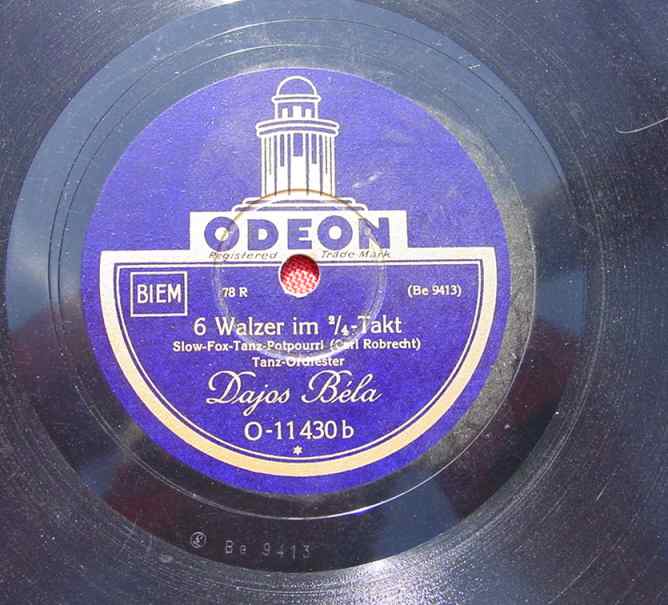 ODEON
Registered Trade Mark
BIEM
78 R
(Be 9413)
6 Walzer im 2/4-Takt
Slow-Fox-Tanz-Potpourri (Carl Robrecht)
Tanz-Orchester
Dajos Béla
O-11430b
*
Be 9413